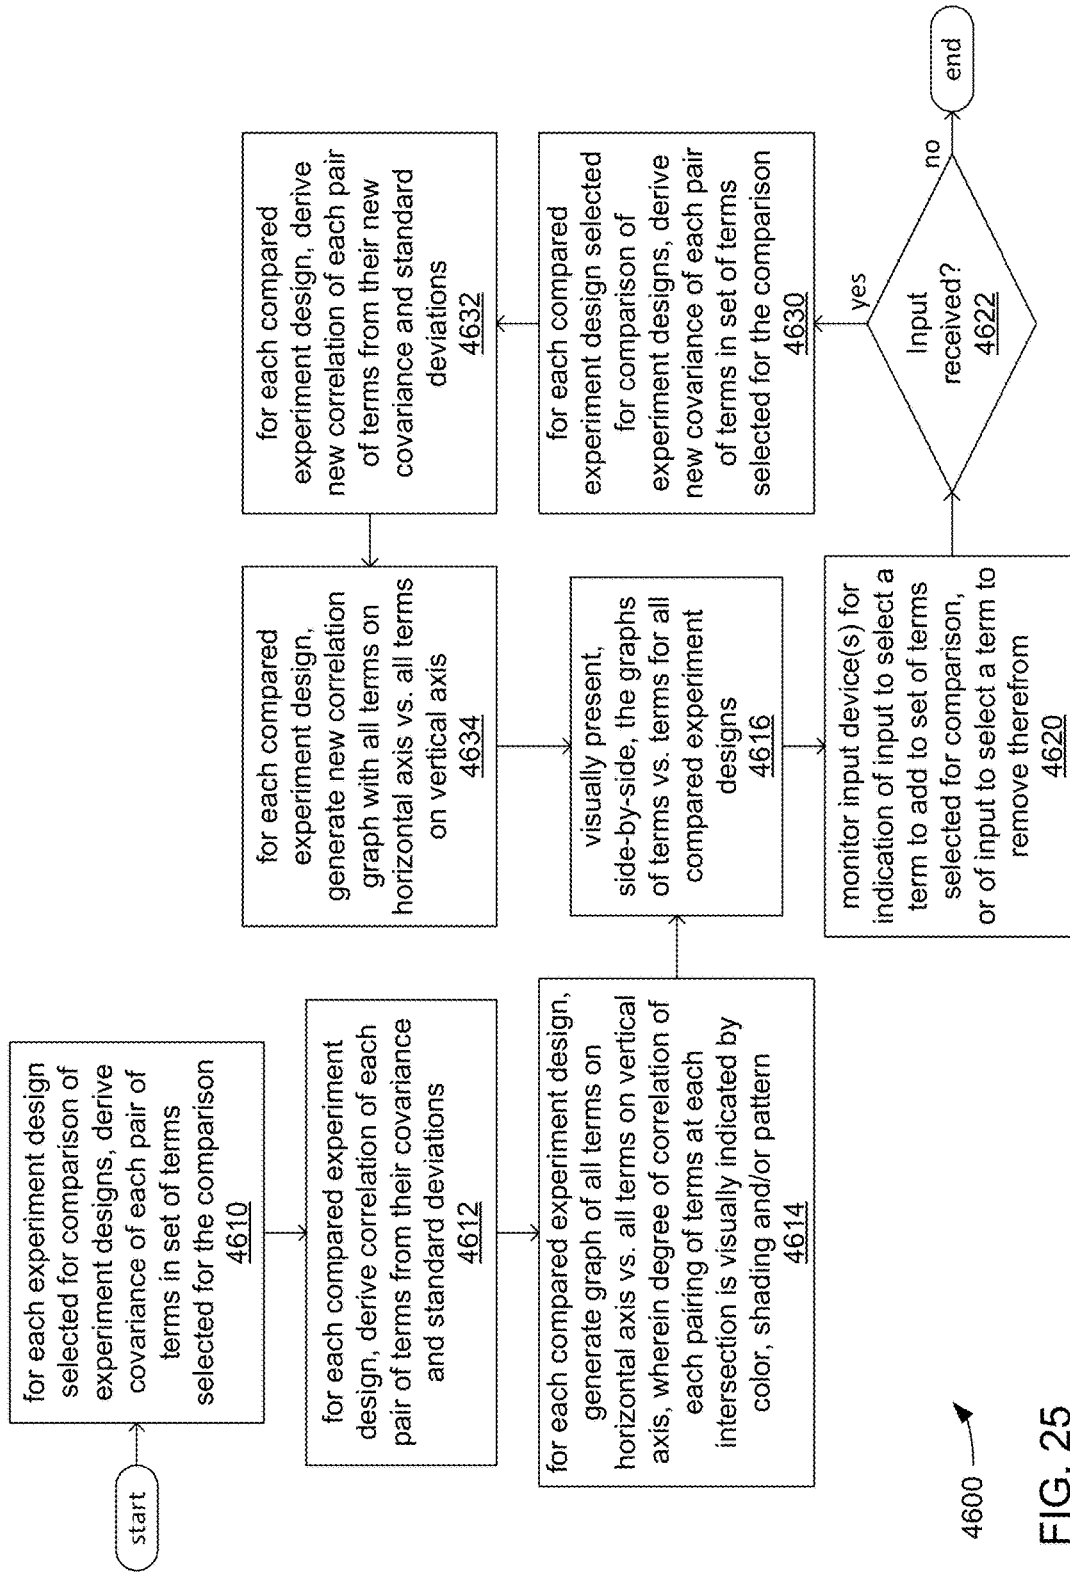 start
for each experiment design
selected for comparison of
experiment designs, derive
covariance of each pair of
terms in set of terms
selected for the comparison
4610
for each compared experiment
design, derive correlation of each
pair of terms from their covariance
and standard deviations
4612
for each compared experiment design,
generate graph of all terms on
horizontal axis vs. all terms on vertical
axis, wherein degree of correlation of
each pairing of terms at each
intersection is visually indicated by
color, shading and/or pattern
4614
for each compared
experiment design,
generate new correlation
graph with all terms on
horizontal axis vs. all terms
on vertical axis
4634
visually present,
side-by-side, the graphs
of terms vs. terms for all
compared experiment
designs
4616
monitor input device(s) for
indication of input to select a
term to add to set of terms
selected for comparison,
or of input to select a term to
remove therefrom
4620
for each compared
experiment design, derive
new correlation of each pair
of terms from their new
covariance and standard
deviations
4632
for each compared
experiment design selected
for comparison of
experiment designs, derive
new covariance of each pair
of terms in set of terms
selected for the comparison
4630
yes
Input
received?
4622
no
end
4600
FIG. 25